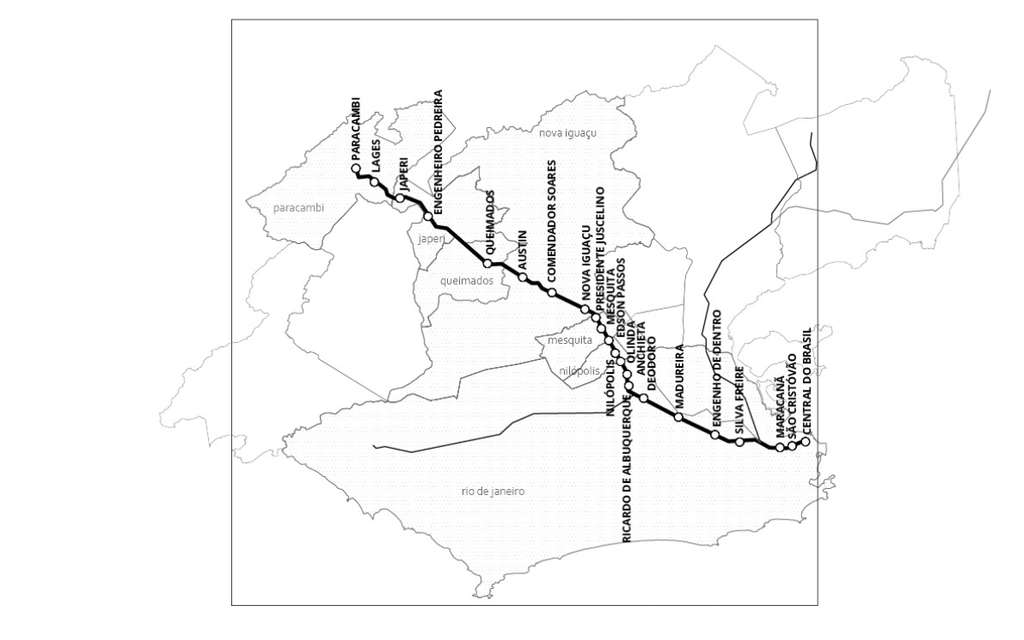 PARACAMBI
LAGES
JAPERI
ENGENHEIRO PEDREIRA
QUEIMADOS
AUSTIN
COMENDADOR SOARES
NOVA IGUAÇU
PRESIDENTE JUSCELINO
MESQUITA
EDSON PASSOS
NILÓPOLIS
OLINDA
ANCHIETA
RICARDO DE ALBUQUERQUE
DEODORO
MADUREIRA
ENGENHO DE DENTRO
SILVA FREIRE
MARACANÃ
SÃO CRISTÓVÃO
CENTRAL DO BRASIL
nova iguaçu
paracambi
japeri
queimados
mesquita
nilópolis
rio de janeiro